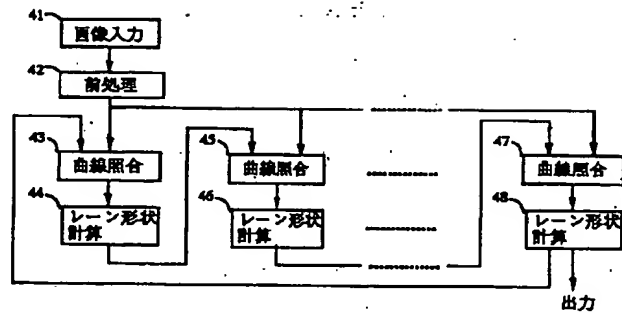 41
画像入力
42
前処理
43
曲線照合
45
曲線照合
47
曲線照合
44
レーン形状
計算
46
レーン形状
計算
48
レーン形状
計算
出力